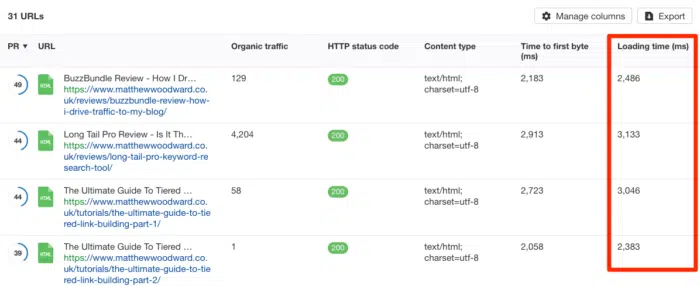 31 URLs
Manage columns
Export
PR ▼ URL Organic traffic HTTP status code Content type Time to first byte Loading time (ms)
(ms)
49 HTML BuzzBundle Review - How I Dr… 129 200 text/html; 2,183 2,486
https://www.matthewwoodward.co. charset=utf-8
uk/reviews/buzzbundle-review-how-
i-drive-traffic-to-my-blog/
44 HTML Long Tail Pro Review - Is It Th… 4,204 200 text/html; 2,913 3,133
https://www.matthewwoodward.co. charset=utf-8
uk/reviews/long-tail-pro-keyword-re
search-tool/
44 HTML The Ultimate Guide To Tiered … 58 200 text/html; 2,723 3,046
https://www.matthewwoodward.co. charset=utf-8
uk/tutorials/the-ultimate-guide-to-tie
red-link-building-part-1/
39 HTML The Ultimate Guide To Tiered … 1 200 text/html; 2,058 2,383
https://www.matthewwoodward.co. charset=utf-8
uk/tutorials/the-ultimate-guide-to-tie
red-link-building-part-2/